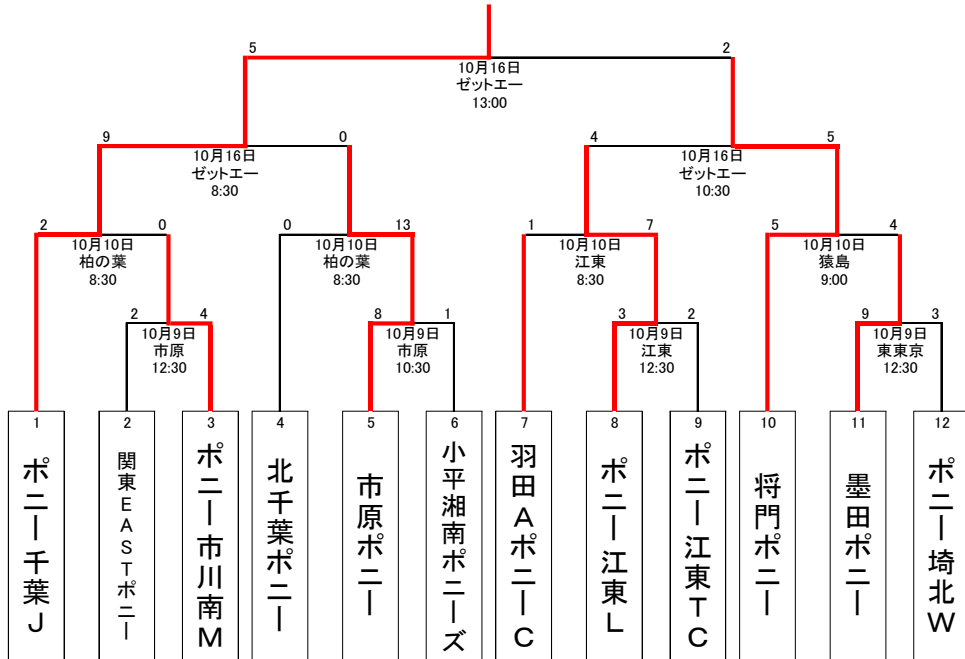 5 2
10月16日
ゼットエー
13:00
9 0 4 5
10月16日 10月16日
ゼットエー ゼットエー
8:30 10:30
2 0 0 13 1 7 5 4
10月10日 10月10日 10月10日 10月10日
柏の葉 柏の葉 江東 猿島
8:30 8:30 8:30 9:00
2 4 8 1 3 2 9 3
10月9日 10月9日 10月9日 10月9日
市原 市原 江東 東東京
12:30 10:30 12:30 12:30
1 2 3 4 5 6 7 8 9 10 11 12
ポニー千葉J
関東EASTポニー
ポニー市川南M
北千葉ポニー
市原ポニー
小平湘南ポニーズ
羽田AポニーC
ポニー江東L
ポニー江東TC
将門ポニー
墨田ポニー
ポニー埼北W